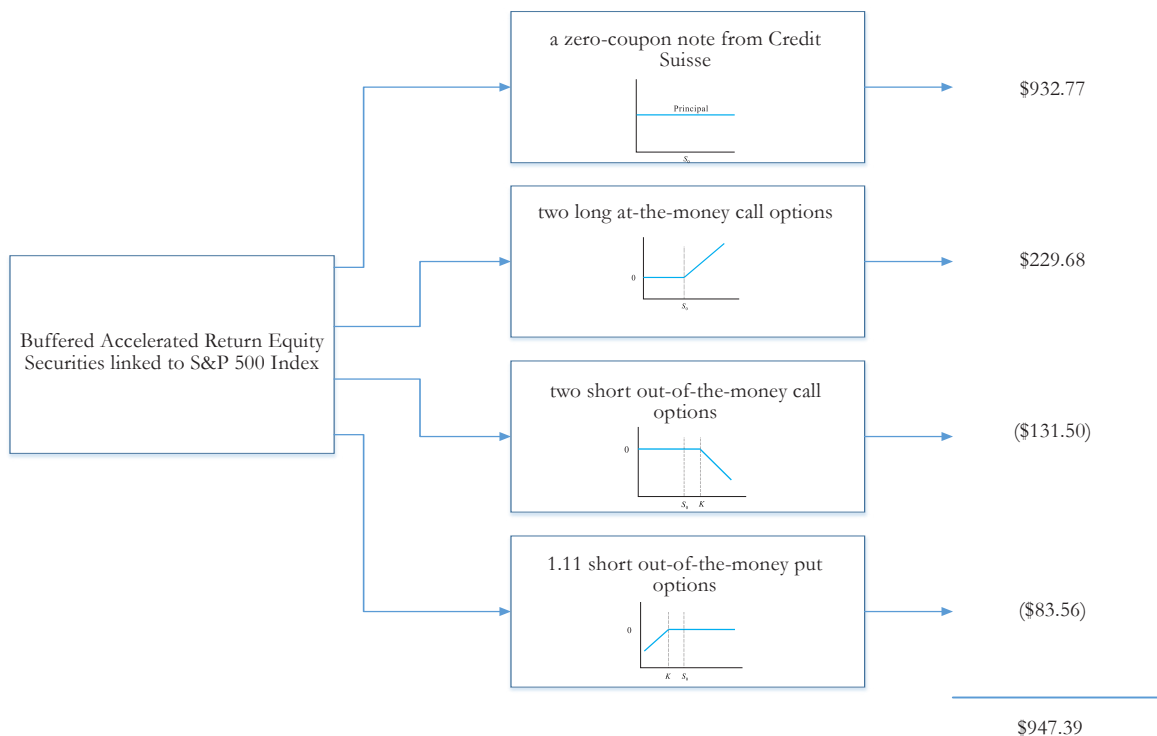 a zero-coupon note from Credit
Suisse
Principal
S₀
$932.77
two long at-the-money call options
0
S₀
$229.68
Buffered Accelerated Return Equity
Securities linked to S&P 500 Index
two short out-of-the-money call
options
0
S₀ K
($131.50)
1.11 short out-of-the-money put
options
0
K S₀
($83.56)
$947.39